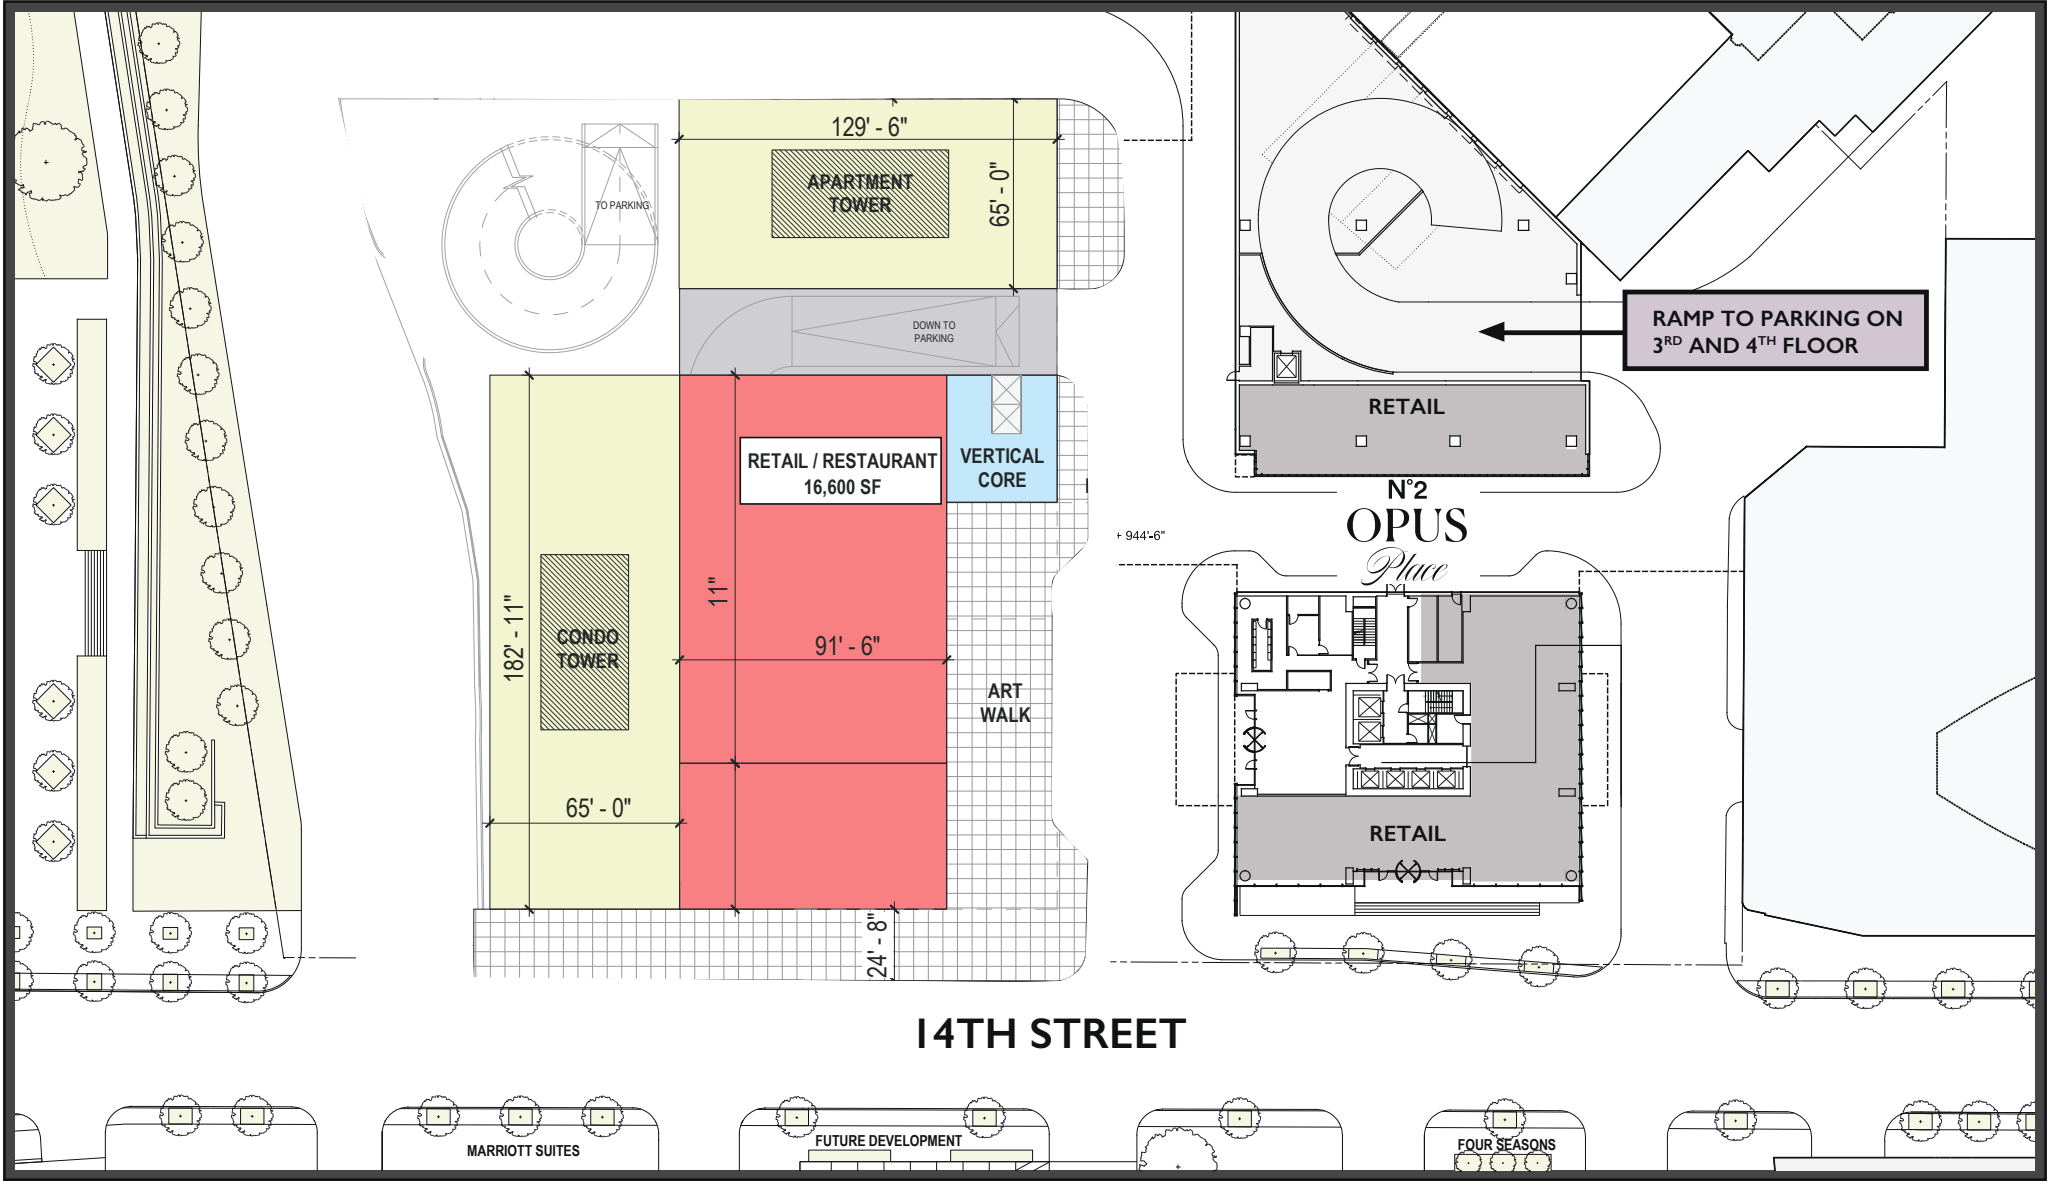 129' - 6"
APARTMENT
TOWER
65' - 0"
TO PARKING
DOWN TO
PARKING
RAMP TO PARKING ON
3RD AND 4TH FLOOR
RETAIL
RETAIL / RESTAURANT
16,600 SF
VERTICAL
CORE
N°2
OPUS
Place
+ 944'-6"
182' - 11"
11"
CONDO
TOWER
91' - 6"
ART
WALK
65' - 0"
RETAIL
24' - 8"
14TH STREET
MARRIOTT SUITES
FUTURE DEVELOPMENT
FOUR SEASONS